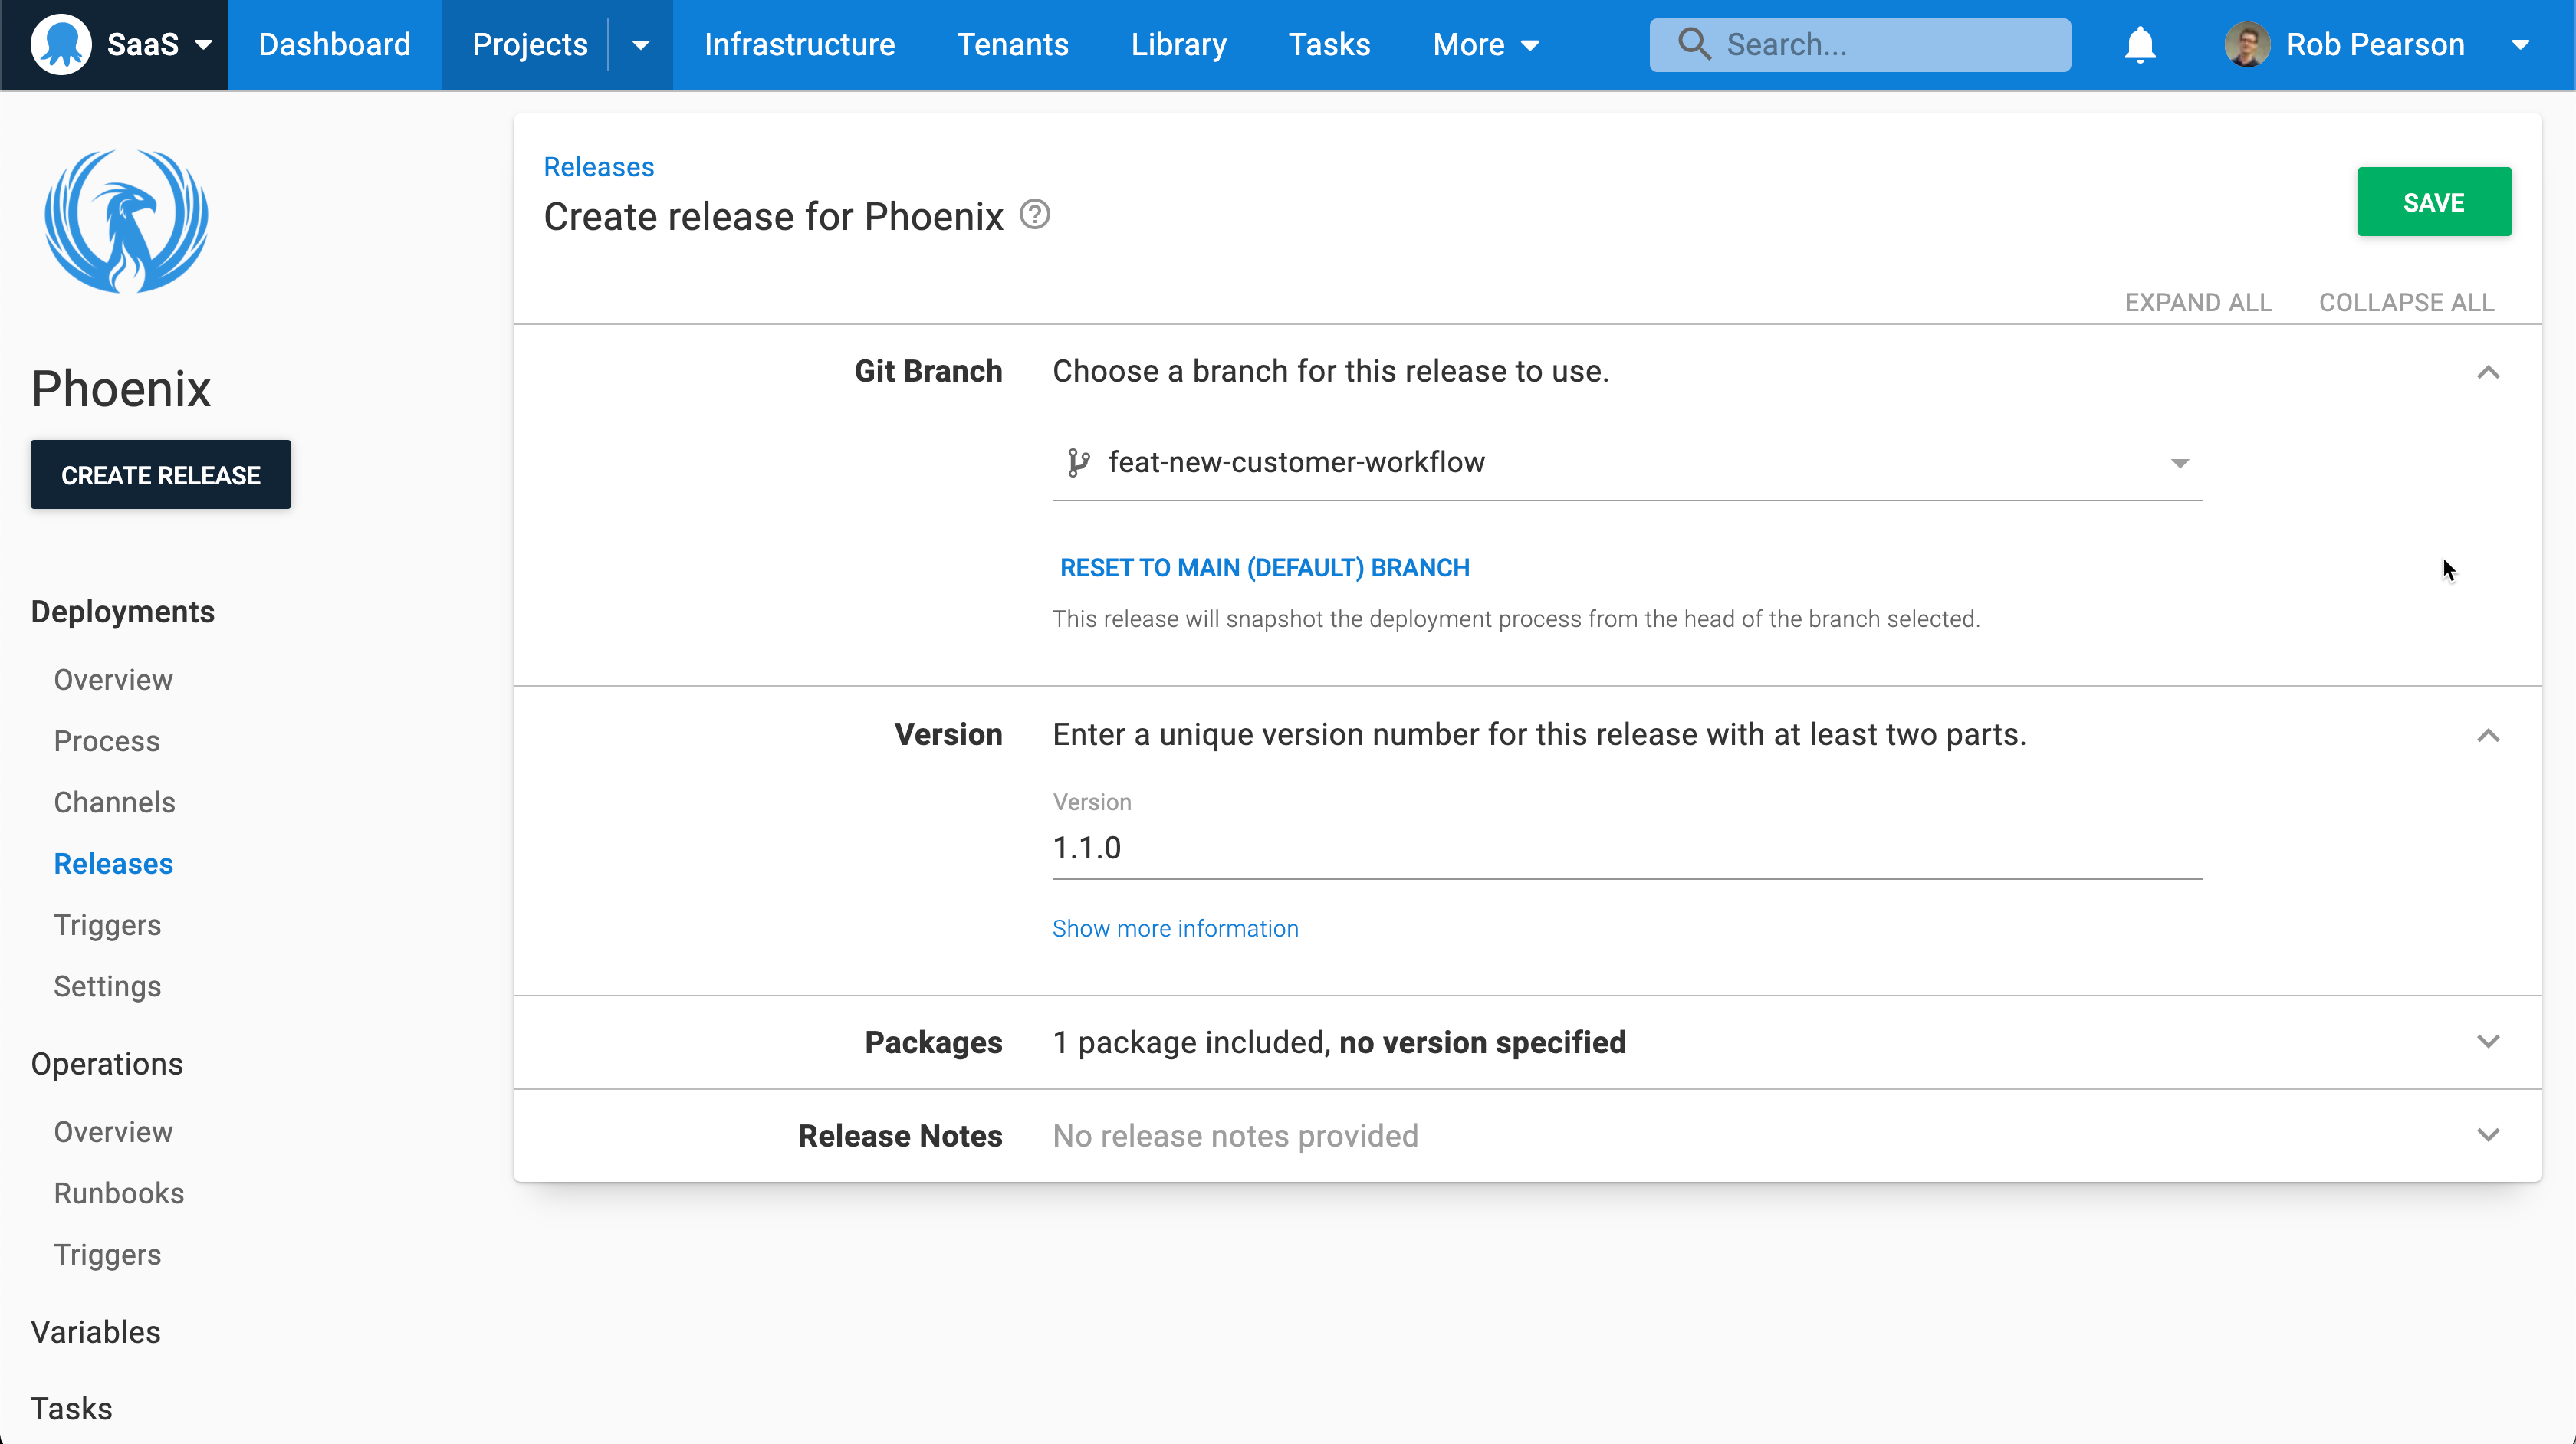 SaaS Dashboard Projects Infrastructure Tenants Library Tasks More Search... Rob Pearson
Phoenix
CREATE RELEASE
Deployments
Overview
Process
Channels
Releases
Triggers
Settings
Operations
Overview
Runbooks
Triggers
Variables
Tasks
Releases
Create release for Phoenix ?
SAVE
EXPAND ALL COLLAPSE ALL
Git Branch Choose a branch for this release to use.
feat-new-customer-workflow
RESET TO MAIN (DEFAULT) BRANCH
This release will snapshot the deployment process from the head of the branch selected.
Version Enter a unique version number for this release with at least two parts.
Version
1.1.0
Show more information
Packages 1 package included, no version specified
Release Notes No release notes provided